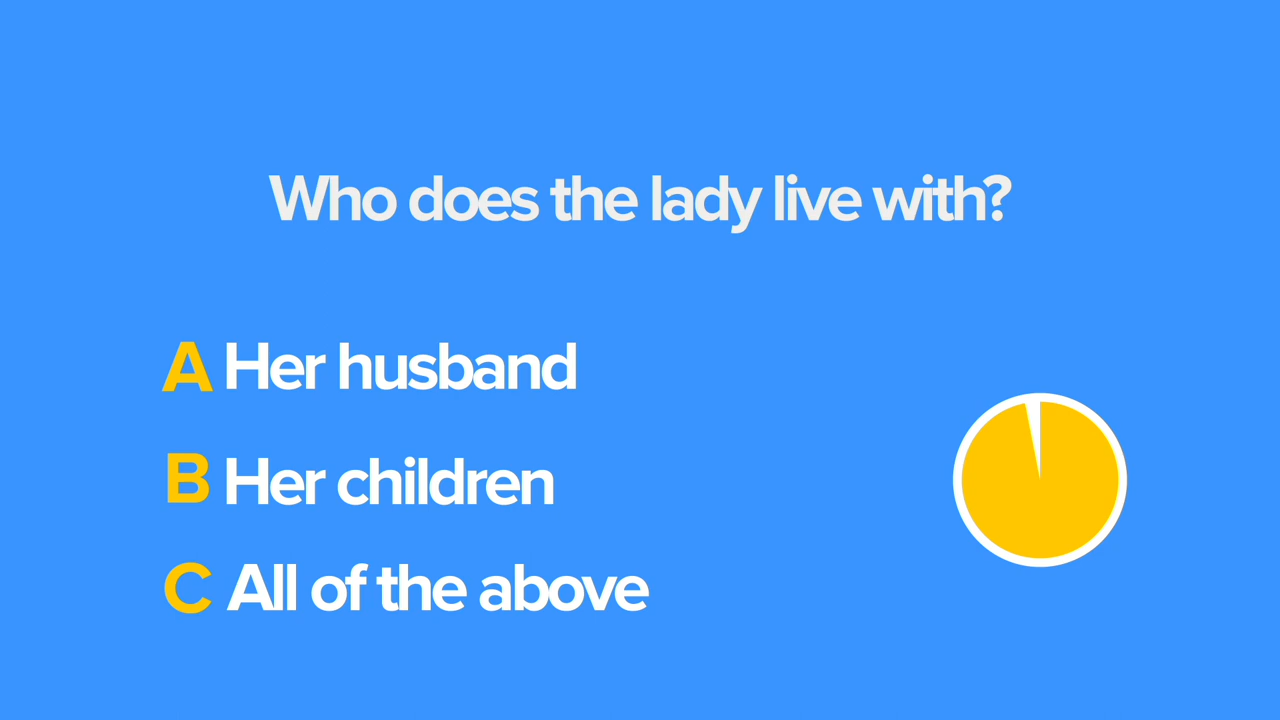 Who does the lady live with?
A Her husband
B Her children
C All of the above